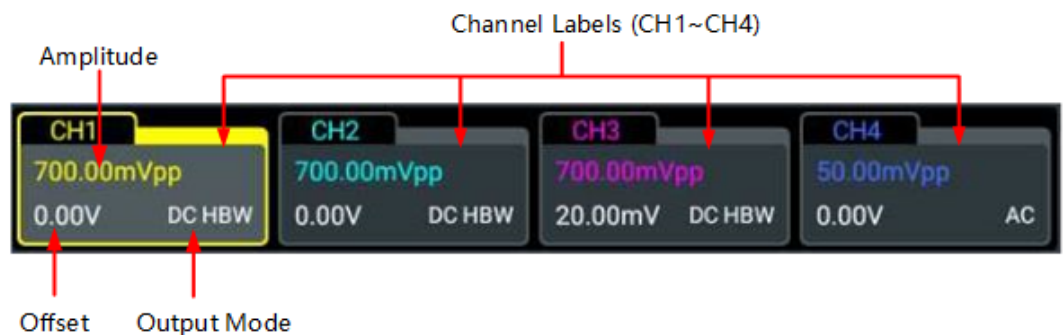 Channel Labels (CH1~CH4)
Amplitude
CH1 CH2 CH3 CH4
700.00mVpp 700.00mVpp 700.00mVpp 50.00mVpp
0.00V DC HBW 0.00V DC HBW 20.00mV DC HBW 0.00V AC
Offset Output Mode